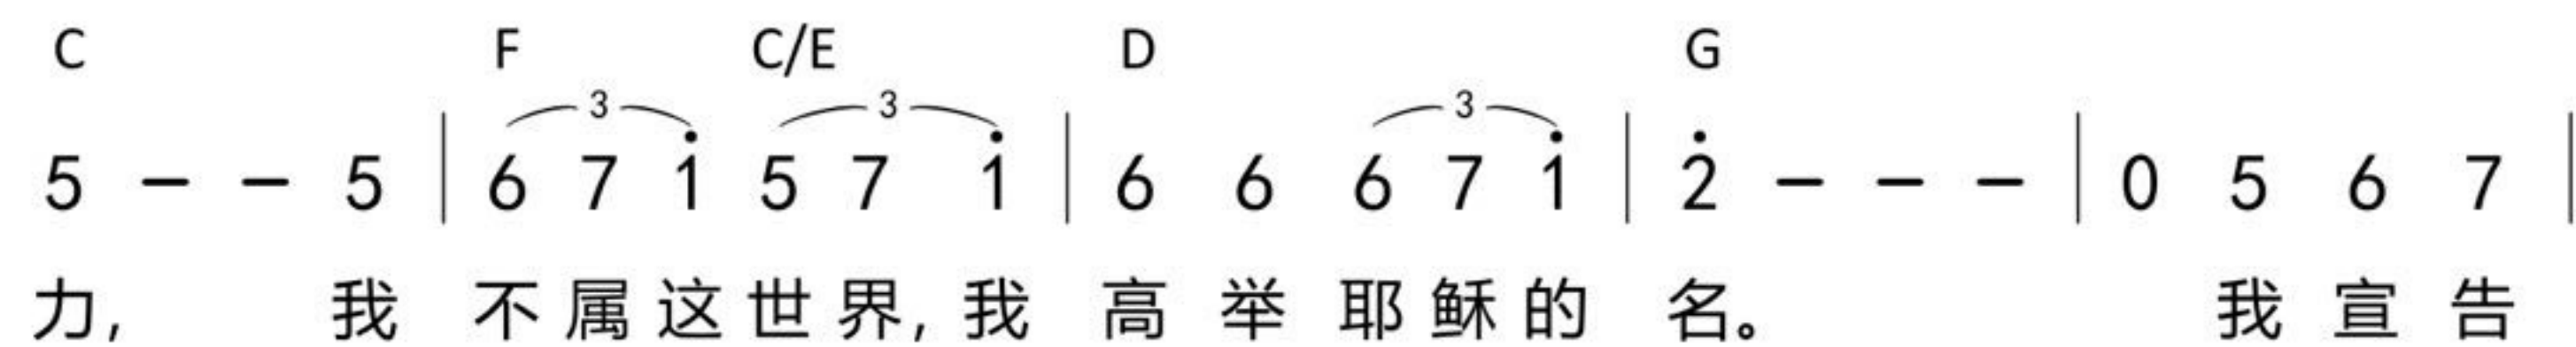 C F C/E D G
3 3 3
5 – – 5 | 6 7 1̇ 5 7 1̇ | 6 6 6 7 1̇ | 2̇ – – – | 0 5 6 7 |
力, 我 不 属 这 世 界, 我 高 举 耶 稣 的 名。 我 宣 告